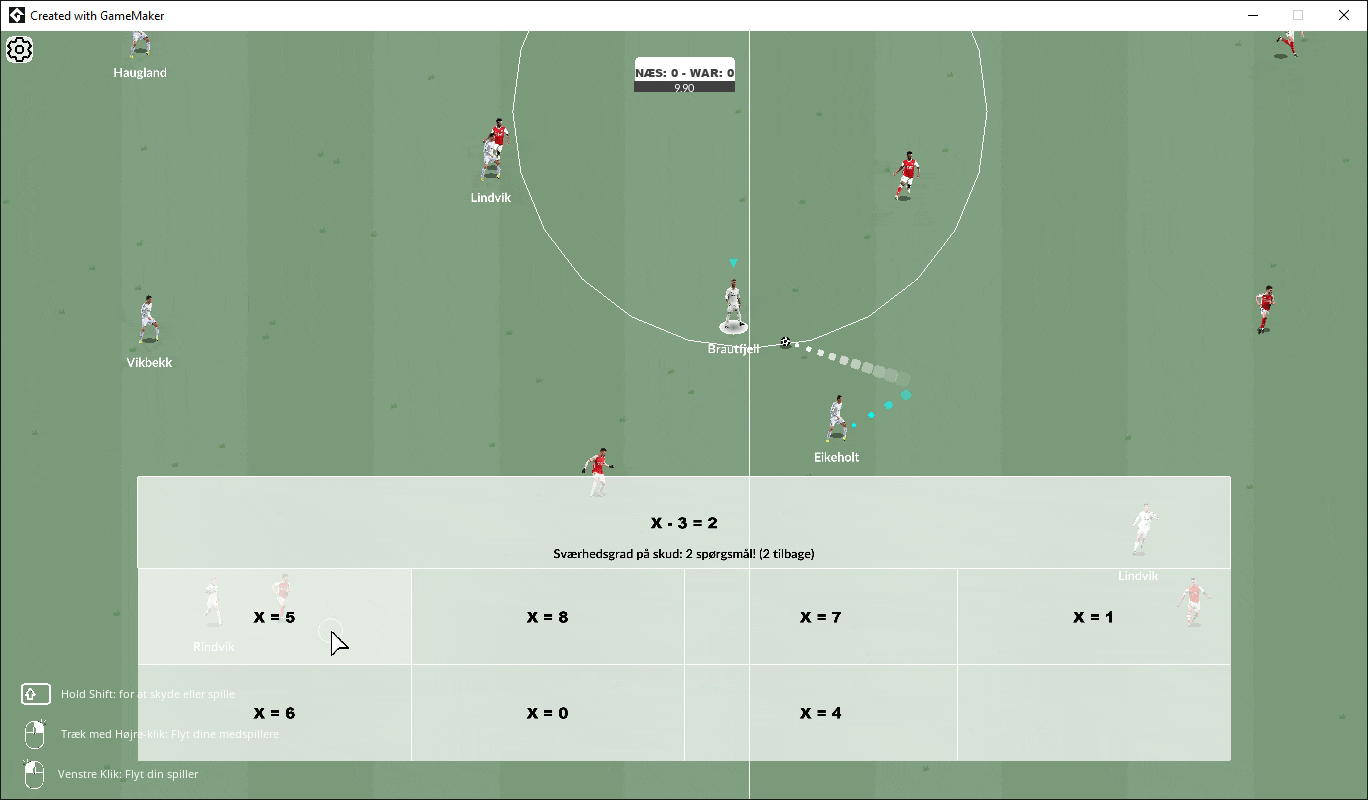 Created with GameMaker
Haugland
NÆS: 0 - WAR: 0
9.90
Lindvik
Brautfjell
Vikbekk
Eikeholt
X - 3 = 2
Sværhedsgrad på skud: 2 spørgsmål! (2 tilbage)
Lindvik
X = 5
X = 8
X = 7
X = 1
Rindvik
Hold Shift: for at skyde eller spille
X = 6
X = 0
X = 4
Træk med Højre-klik: Flyt dine medspillere
Venstre Klik: Flyt din spiller